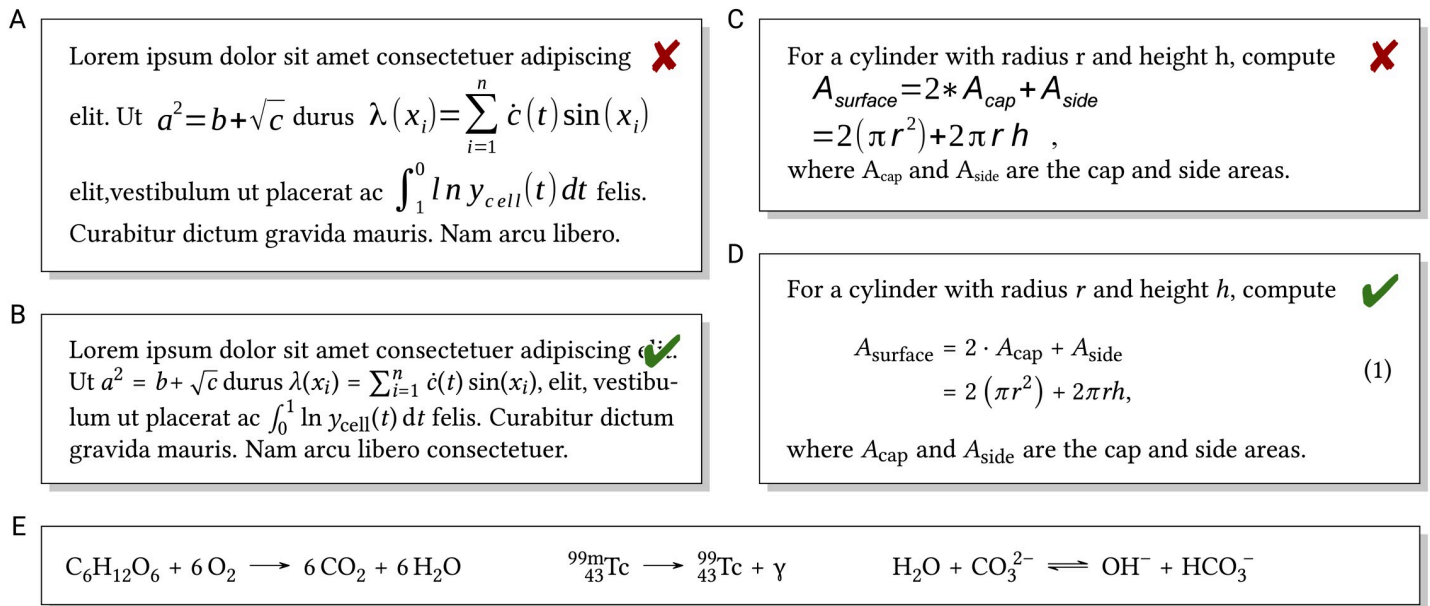 A
Lorem ipsum dolor sit amet consectetuer adipiscing ✘
elit. Ut a²=b+√c durus λ(xᵢ)=∑ⁿᵢ₌₁ ċ(t)sin(xᵢ)
elit,vestibulum ut placerat ac ∫₁⁰ ln y_cell(t)dt felis.
Curabitur dictum gravida mauris. Nam arcu libero.
B
Lorem ipsum dolor sit amet consectetuer adipiscing elit. ✔
Ut a² = b+ √c durus λ(xᵢ) = ∑ⁿᵢ₌₁ ċ(t) sin(xᵢ), elit, vestibu-
lum ut placerat ac ∫₀¹ ln y_cell(t) dt felis. Curabitur dictum
gravida mauris. Nam arcu libero consectetuer.
C
For a cylinder with radius r and height h, compute ✘
A_surface=2*A_cap+A_side
=2(πr²)+2πrh ,
where A_cap and A_side are the cap and side areas.
D
For a cylinder with radius r and height h, compute ✔
A_surface = 2 · A_cap + A_side
= 2 (πr²) + 2πrh, (1)
where A_cap and A_side are the cap and side areas.
E
C₆H₁₂O₆ + 6 O₂ ⟶ 6 CO₂ + 6 H₂O ⁹⁹ᵐ₄₃Tc ⟶ ⁹⁹₄₃Tc + γ H₂O + CO₃²⁻ ⇌ OH⁻ + HCO₃⁻